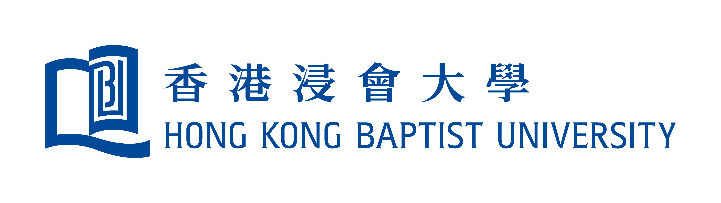 香港浸會大學
HONG KONG BAPTIST UNIVERSITY